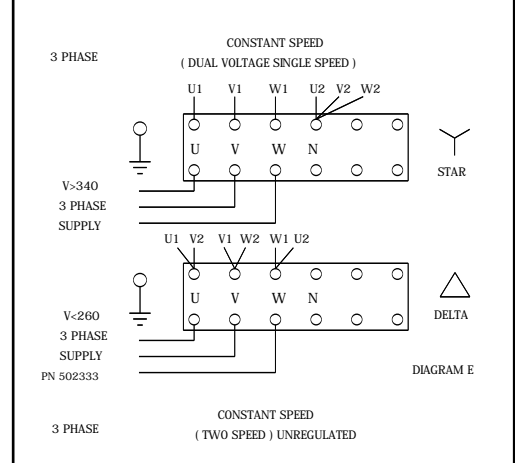 CONSTANT SPEED
3 PHASE
( DUAL VOLTAGE SINGLE SPEED )
U1 V1 W1 U2 V2 W2
U V W N
STAR
V>340
3 PHASE
SUPPLY
U1 V2 V1 W2 W1 U2
U V W N
DELTA
V<260
3 PHASE
SUPPLY
PN 502333
DIAGRAM E
CONSTANT SPEED
3 PHASE
( TWO SPEED ) UNREGULATED